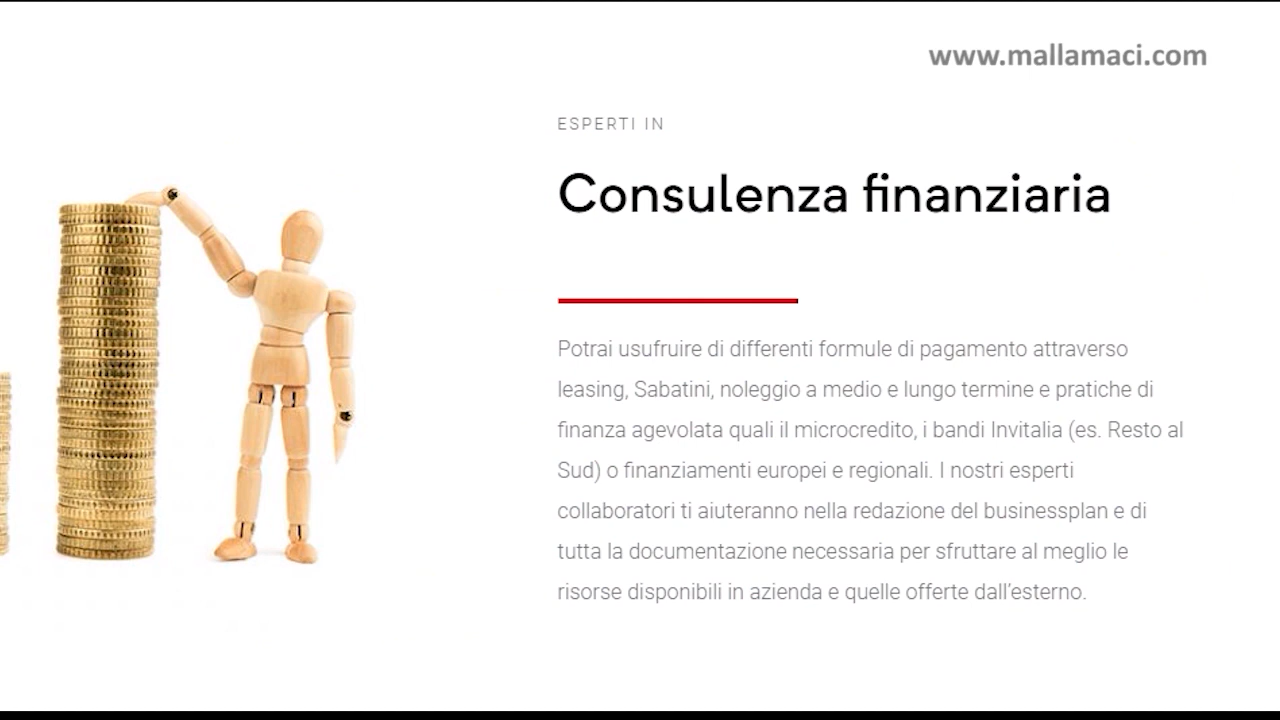 www.mallamaci.com
ESPERTI IN
Consulenza finanziaria
Potrai usufruire di differenti formule di pagamento attraverso
leasing, Sabatini, noleggio a medio e lungo termine e pratiche di
finanza agevolata quali il microcredito, i bandi Invitalia (es. Resto al
Sud) o finanziamenti europei e regionali. I nostri esperti
collaboratori ti aiuteranno nella redazione del businessplan e di
tutta la documentazione necessaria per sfruttare al meglio le
risorse disponibili in azienda e quelle offerte dall’esterno.